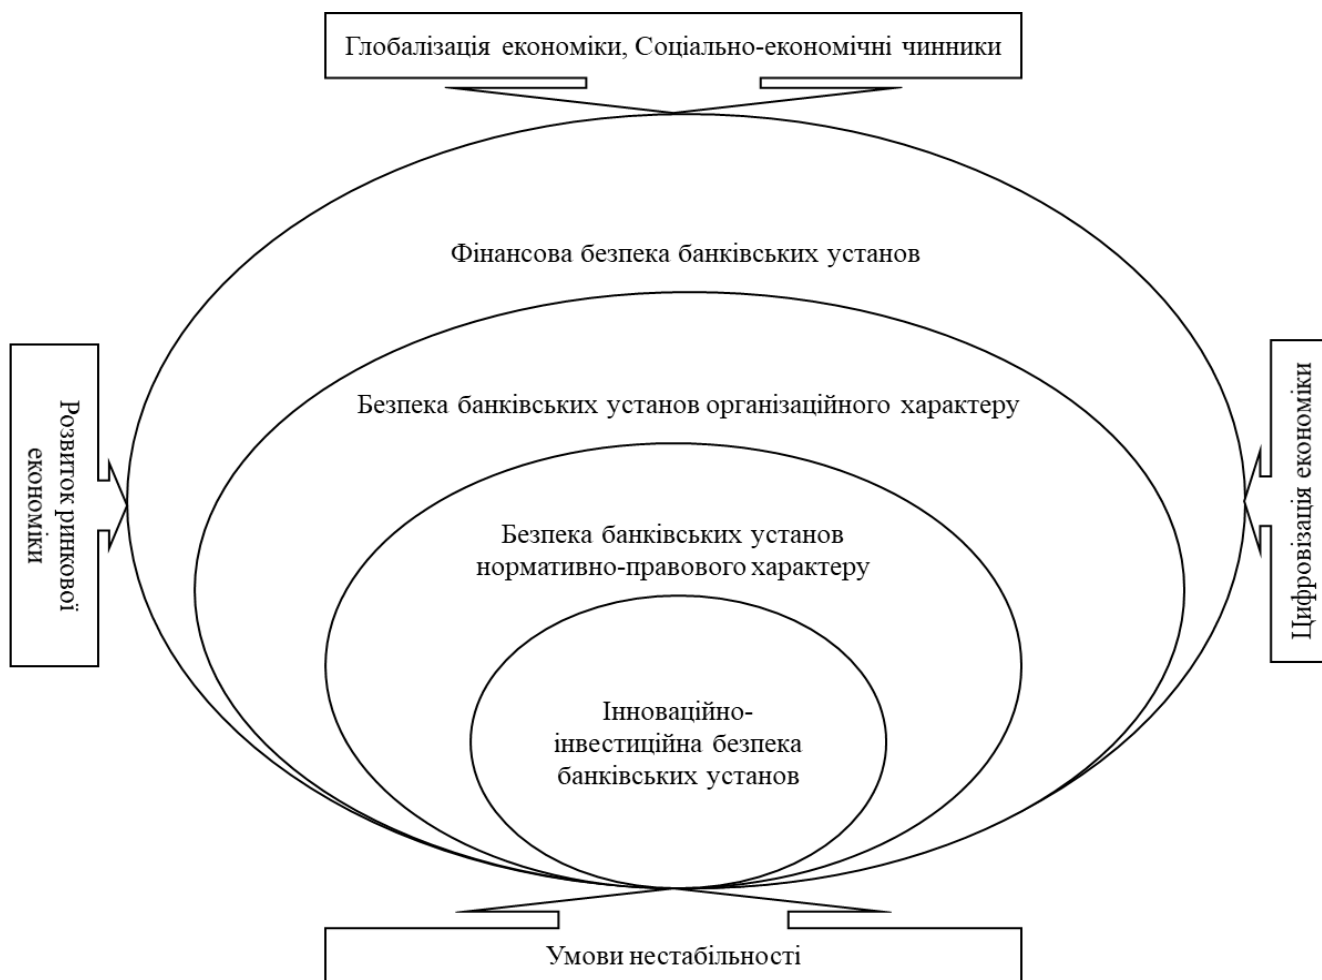 Глобалізація економіки, Соціально-економічні чинники
Фінансова безпека банківських установ
Безпека банківських установ організаційного характеру
Розвиток ринкової
економіки
Цифровізація економіки
Безпека банківських установ
нормативно-правового характеру
Інноваційно-
інвестиційна безпека
банківських установ
Умови нестабільності